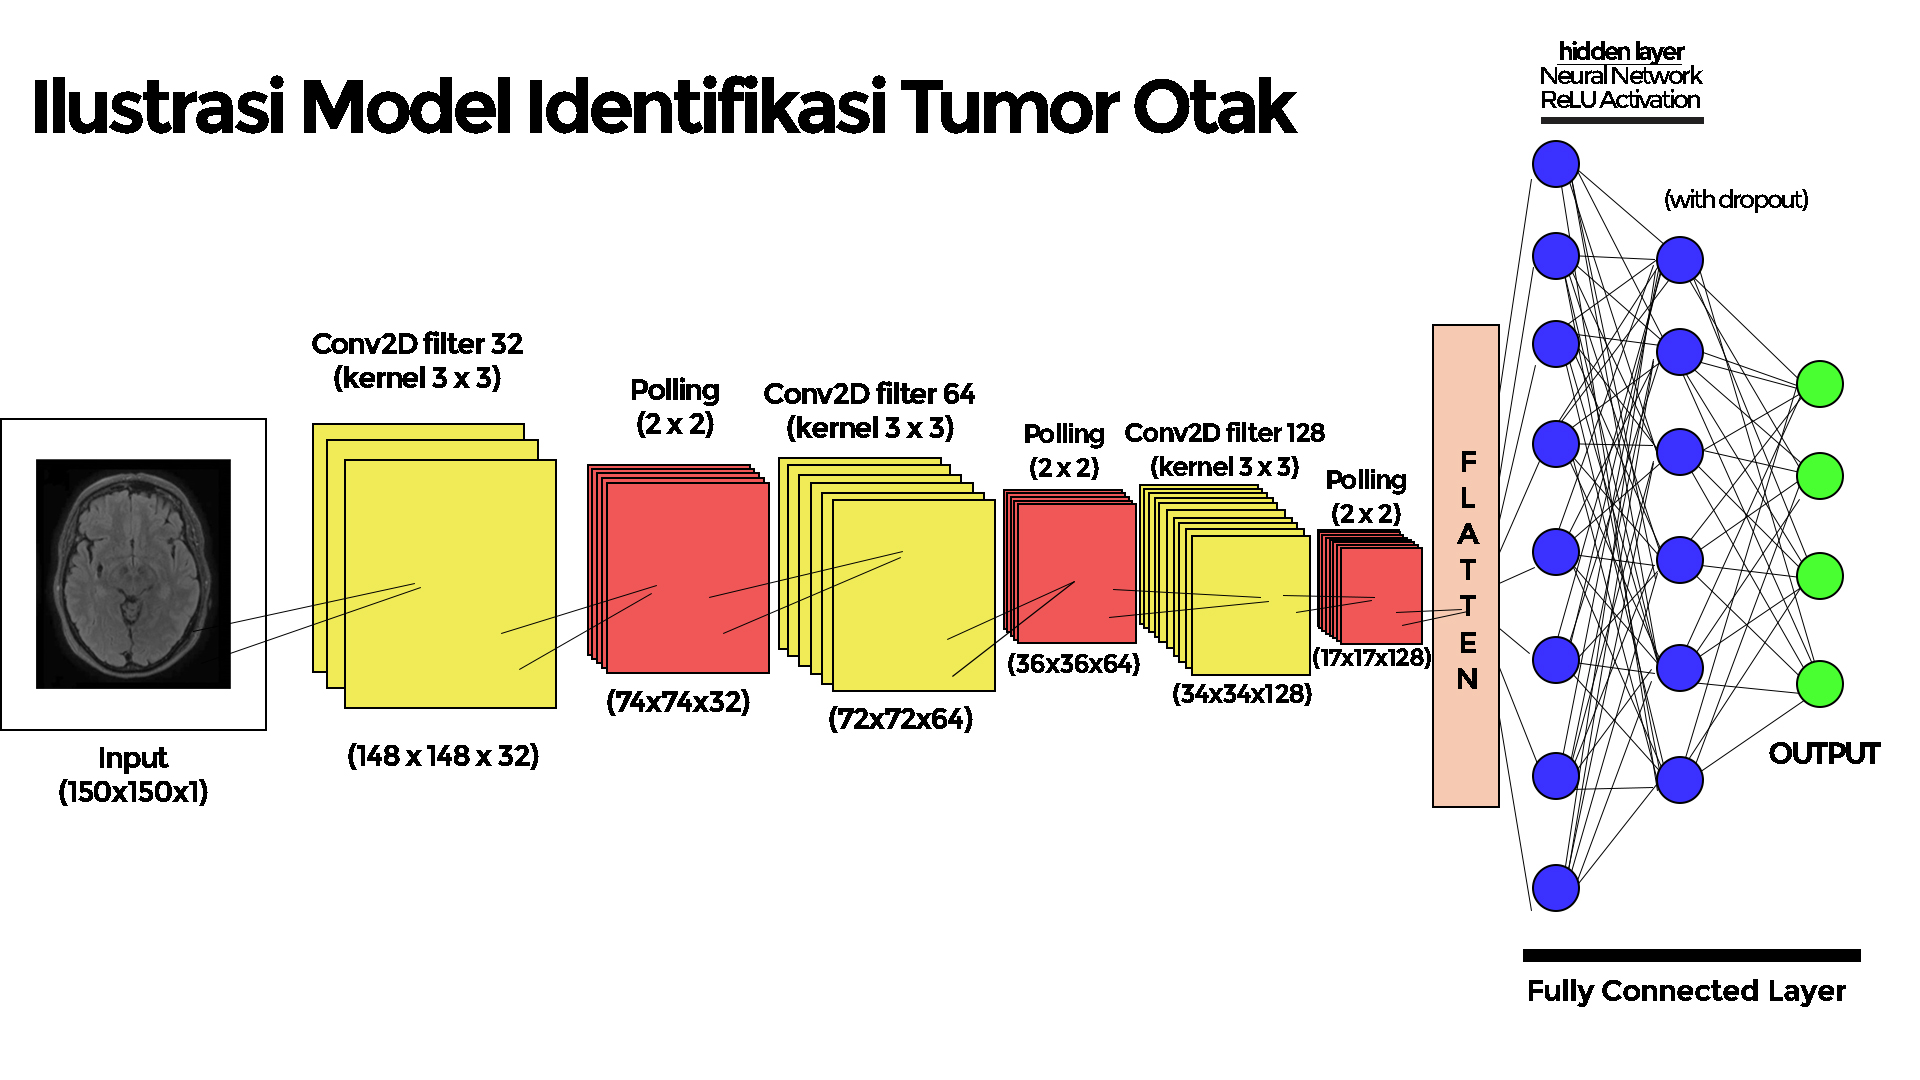 Ilustrasi Model Identifikasi Tumor Otak
hidden layer
Neural Network
ReLU Activation
(with dropout)
Input
(150x150x1)
Conv2D filter 32
(kernel 3 x 3)
(148 x 148 x 32)
Polling
(2 x 2)
(74x74x32)
Conv2D filter 64
(kernel 3 x 3)
(72x72x64)
Polling
(2 x 2)
(36x36x64)
Conv2D filter 128
(kernel 3 x 3)
(34x34x128)
Polling
(2 x 2)
(17x17x128)
F
L
A
T
T
E
N
OUTPUT
Fully Connected Layer